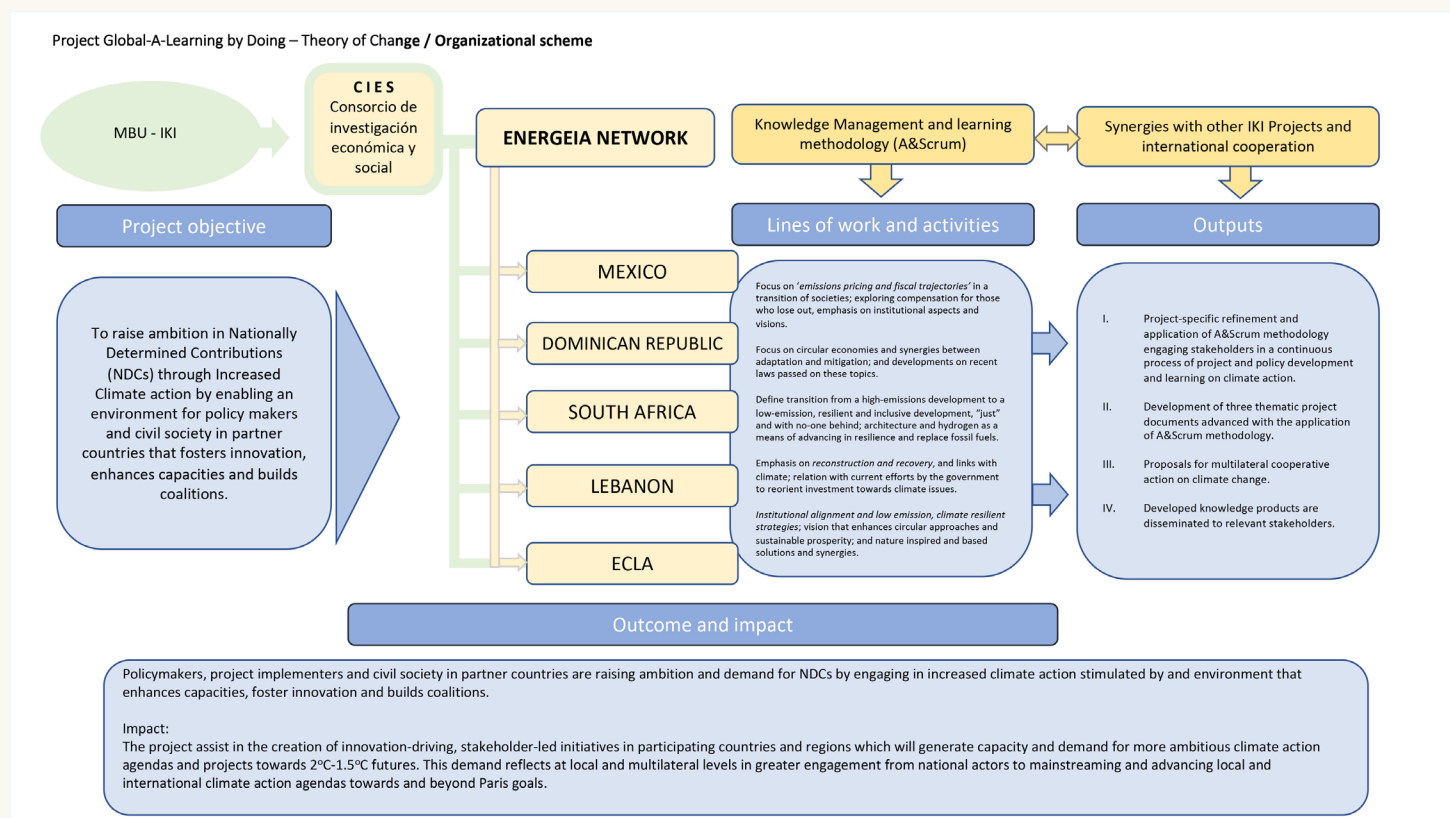 Project Global-A-Learning by Doing – Theory of Change / Organizational scheme
MBU - IKI
C I E S
Consorcio de
investigación
económica y
social
ENERGEIA NETWORK
Knowledge Management and learning
methodology (A&Scrum)
Synergies with other IKI Projects and
international cooperation
Project objective
Lines of work and activities
Outputs
To raise ambition in Nationally
Determined Contributions
(NDCs) through Increased
Climate action by enabling an
environment for policy makers
and civil society in partner
countries that fosters innovation,
enhances capacities and builds
coalitions.
MEXICO
DOMINICAN REPUBLIC
SOUTH AFRICA
LEBANON
ECLA
Focus on ‘emissions pricing and fiscal trajectories’ in a
transition of societies; exploring compensation for those
who lose out, emphasis on institutional aspects and
visions.
Focus on circular economies and synergies between
adaptation and mitigation; and developments on recent
laws passed on these topics.
Define transition from a high-emissions development to a
low-emission, resilient and inclusive development, “just”
and with no-one behind; architecture and hydrogen as a
means of advancing in resilience and replace fossil fuels.
Emphasis on reconstruction and recovery, and links with
climate; relation with current efforts by the government
to reorient investment towards climate issues.
Institutional alignment and low emission, climate resilient
strategies; vision that enhances circular approaches and
sustainable prosperity; and nature inspired and based
solutions and synergies.
I. Project-specific refinement and
application of A&Scrum methodology
engaging stakeholders in a continuous
process of project and policy development
and learning on climate action.
II. Development of three thematic project
documents advanced with the application
of A&Scrum methodology.
III. Proposals for multilateral cooperative
action on climate change.
IV. Developed knowledge products are
disseminated to relevant stakeholders.
Outcome and impact
Policymakers, project implementers and civil society in partner countries are raising ambition and demand for NDCs by engaging in increased climate action stimulated by and environment that
enhances capacities, foster innovation and builds coalitions.
Impact:
The project assist in the creation of innovation-driving, stakeholder-led initiatives in participating countries and regions which will generate capacity and demand for more ambitious climate action
agendas and projects towards 2ºC-1.5ºC futures. This demand reflects at local and multilateral levels in greater engagement from national actors to mainstreaming and advancing local and
international climate action agendas towards and beyond Paris goals.